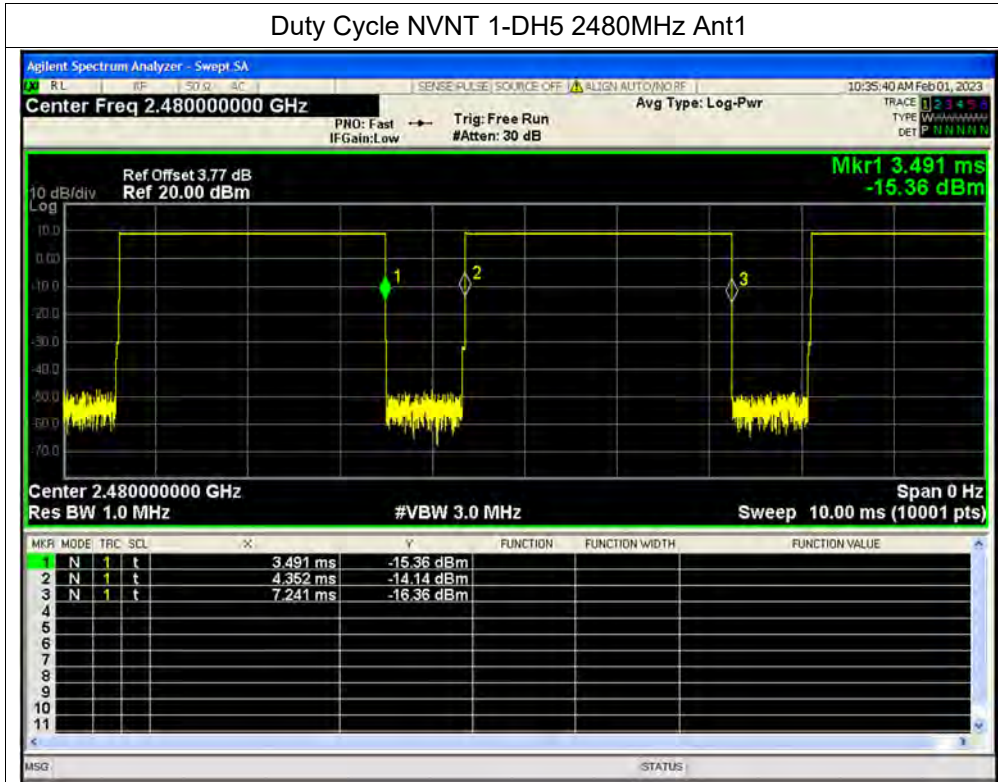 Duty Cycle NVNT 1-DH5 2480MHz Ant1
Agilent Spectrum Analyzer - Swept SA
RL RF 50 Ω AC SENSE:PULSE SOURCE OFF ALIGN AUTO/NO RF 10:35:40 AM Feb 01, 2023
Center Freq 2.480000000 GHz
Avg Type: Log-Pwr
TRACE 1 2 3 4 5 6
PNO: Fast Trig: Free Run
TYPE W
IFGain:Low #Atten: 30 dB
DET P N N N N N
Mkr1 3.491 ms
-15.36 dBm
Ref Offset 3.77 dB
10 dB/div Ref 20.00 dBm
Log
10.0
0.00
-10.0
-20.0
-30.0
-40.0
-50.0
-60.0
-70.0
1
2
3
Center 2.480000000 GHz Span 0 Hz
Res BW 1.0 MHz #VBW 3.0 MHz Sweep 10.00 ms (10001 pts)
MKR MODE TRC SCL X Y FUNCTION FUNCTION WIDTH FUNCTION VALUE
1 N 1 t 3.491 ms -15.36 dBm
2 N 1 t 4.352 ms -14.14 dBm
3 N 1 t 7.241 ms -16.36 dBm
4
5
6
7
8
9
10
11
MSG STATUS